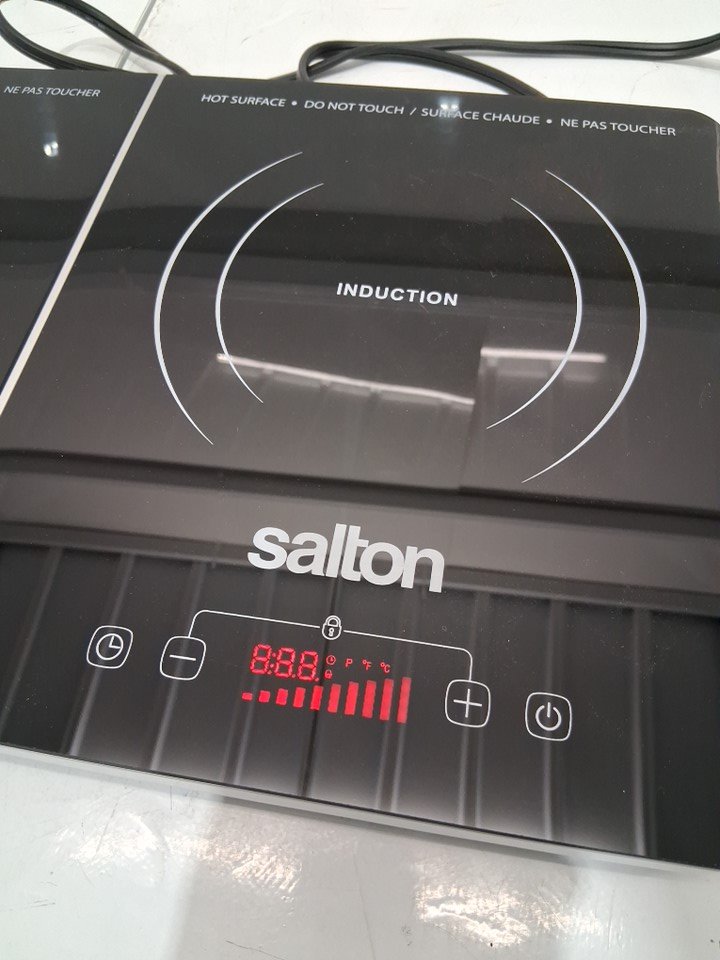 NE PAS TOUCHER
HOT SURFACE • DO NOT TOUCH / SURFACE CHAUDE • NE PAS TOUCHER
INDUCTION
salton
8:8.8. P °F °C